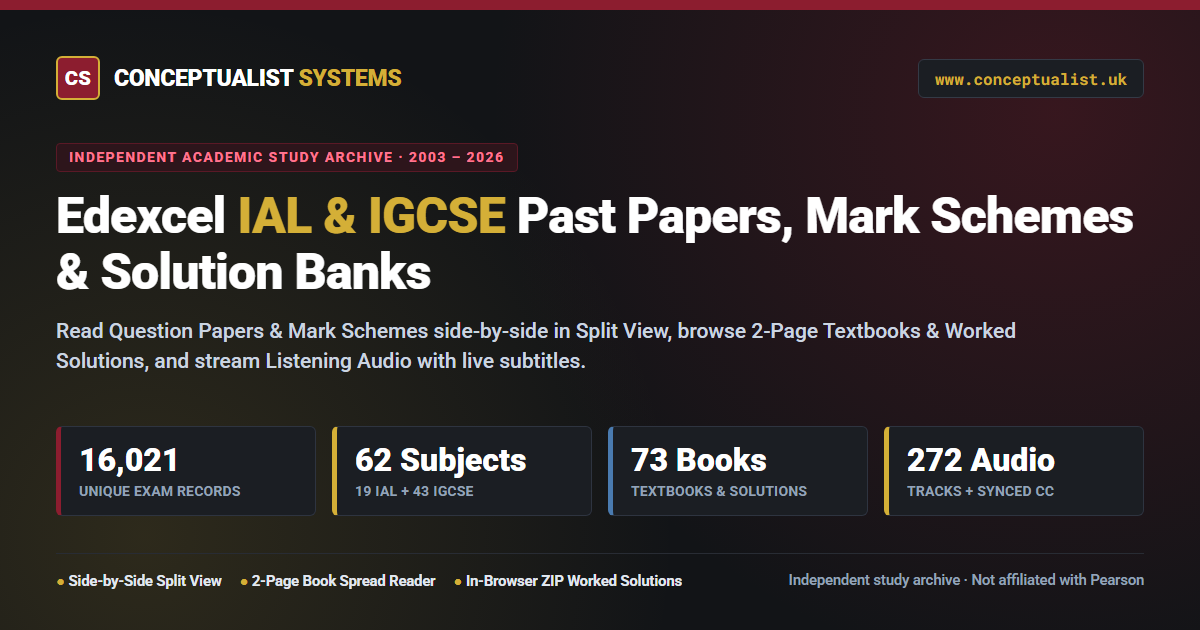 CS CONCEPTUALIST SYSTEMS
www.conceptualist.uk
INDEPENDENT ACADEMIC STUDY ARCHIVE · 2003 – 2026
Edexcel IAL & IGCSE Past Papers, Mark Schemes
& Solution Banks
Read Question Papers & Mark Schemes side-by-side in Split View, browse 2-Page Textbooks & Worked
Solutions, and stream Listening Audio with live subtitles.
16,021
UNIQUE EXAM RECORDS
62 Subjects
19 IAL + 43 IGCSE
73 Books
TEXTBOOKS & SOLUTIONS
272 Audio
TRACKS + SYNCED CC
● Side-by-Side Split View ● 2-Page Book Spread Reader ● In-Browser ZIP Worked Solutions
Independent study archive · Not affiliated with Pearson